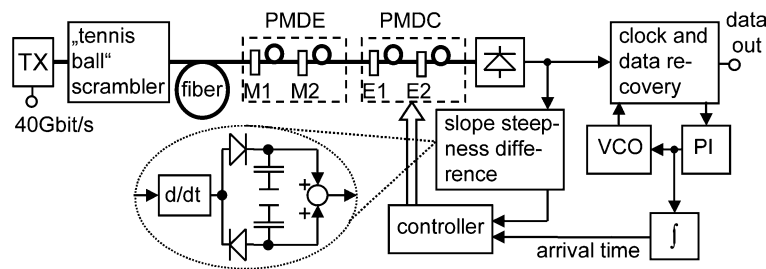 PMDE
PMDC
TX
„tennis
ball“
scrambler
fiber
M1
M2
E1
E2
clock and
data re-
covery
data
out
40Gbit/s
slope steep-
ness diffe-
rence
VCO
PI
d/dt
+
+
controller
arrival time
∫